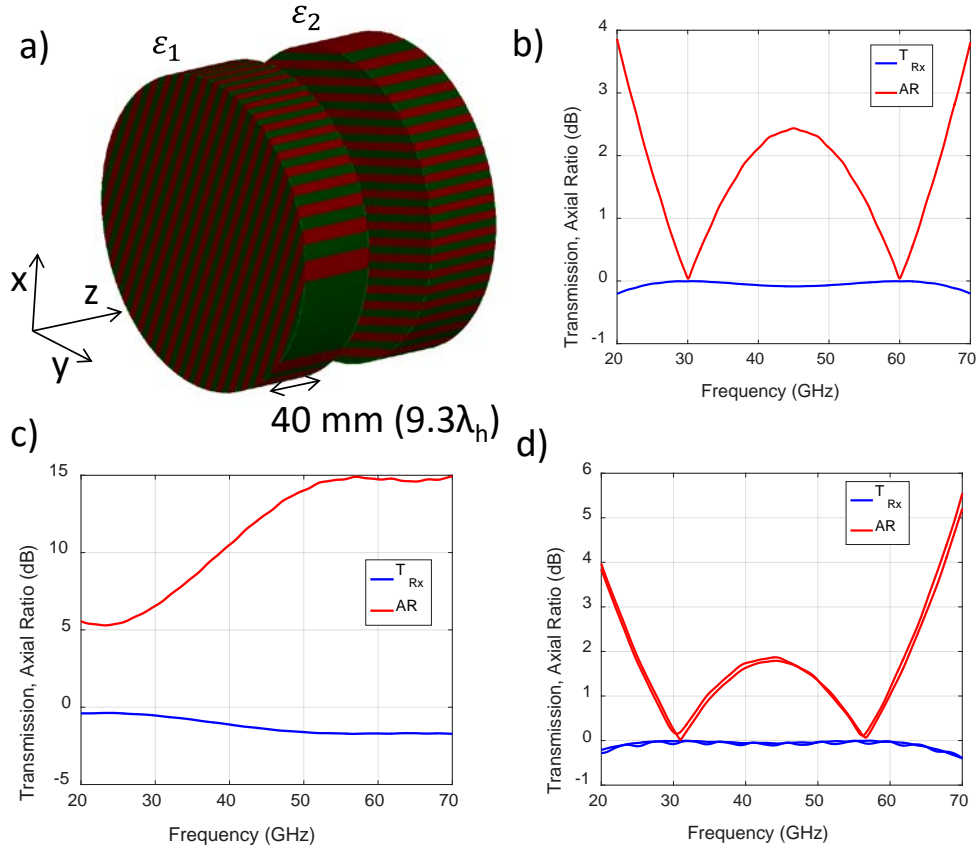 a)
ε₁
ε₂
x
z
y
40 mm (9.3λₕ)
b)
Transmission, Axial Ratio (dB)
4
3
2
1
0
-1
T Rx
AR
20 30 40 50 60 70
Frequency (GHz)
c)
Transmission, Axial Ratio (dB)
15
10
5
0
-5
T Rx
AR
20 30 40 50 60 70
Frequency (GHz)
d)
Transmission, Axial Ratio (dB)
6
5
4
3
2
1
0
-1
T Rx
AR
20 30 40 50 60 70
Frequency (GHz)